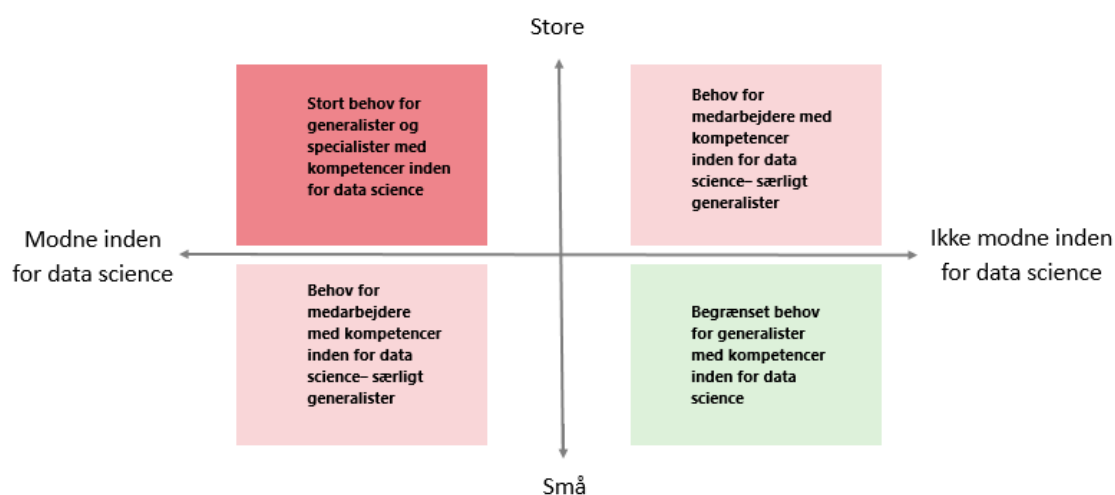 Store
Stort behov for
generalister og
specialister med
kompetencer inden
for data science
Behov for
medarbejdere med
kompetencer
inden for data
science– særligt
generalister
Modne inden
for data science
Ikke modne inden
for data science
Behov for
medarbejdere
med kompetencer
inden for data
science– særligt
generalister
Begrænset behov
for generalister
med kompetencer
inden for data
science
Små